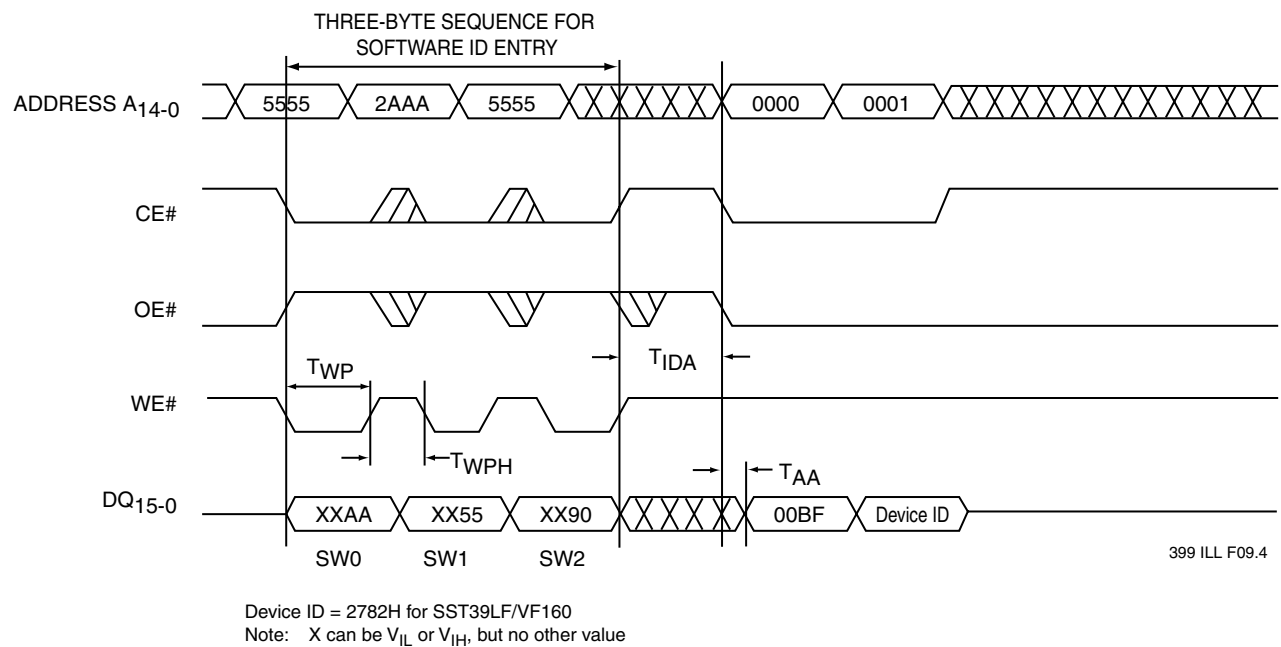 THREE-BYTE SEQUENCE FOR
SOFTWARE ID ENTRY
ADDRESS A14-0
5555 2AAA 5555 0000 0001
CE#
OE#
TWP
TIDA
WE#
TWPH
TAA
DQ15-0
XXAA XX55 XX90 00BF Device ID
SW0 SW1 SW2
399 ILL F09.4
Device ID = 2782H for SST39LF/VF160
Note: X can be VIL or VIH, but no other value